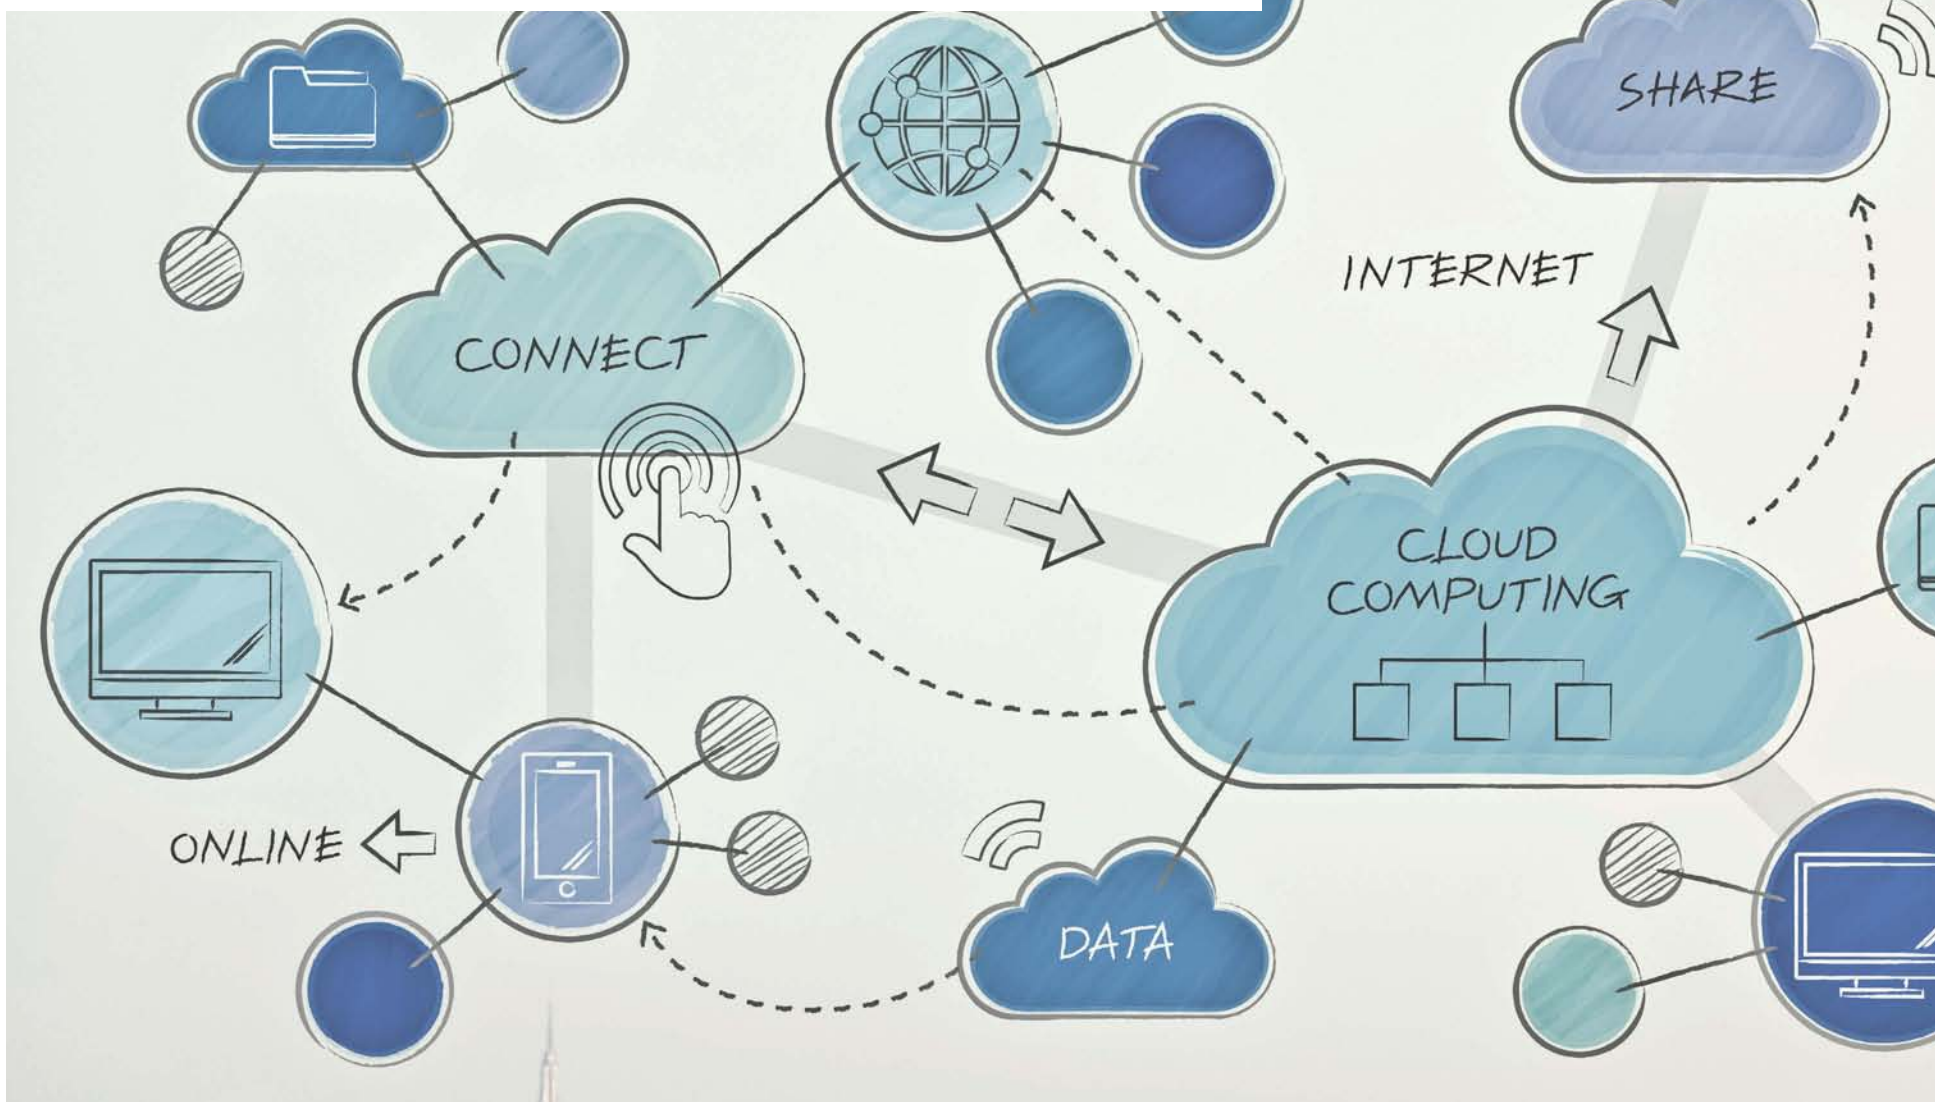 SHARE
INTERNET
CONNECT
CLOUD
COMPUTING
ONLINE
DATA